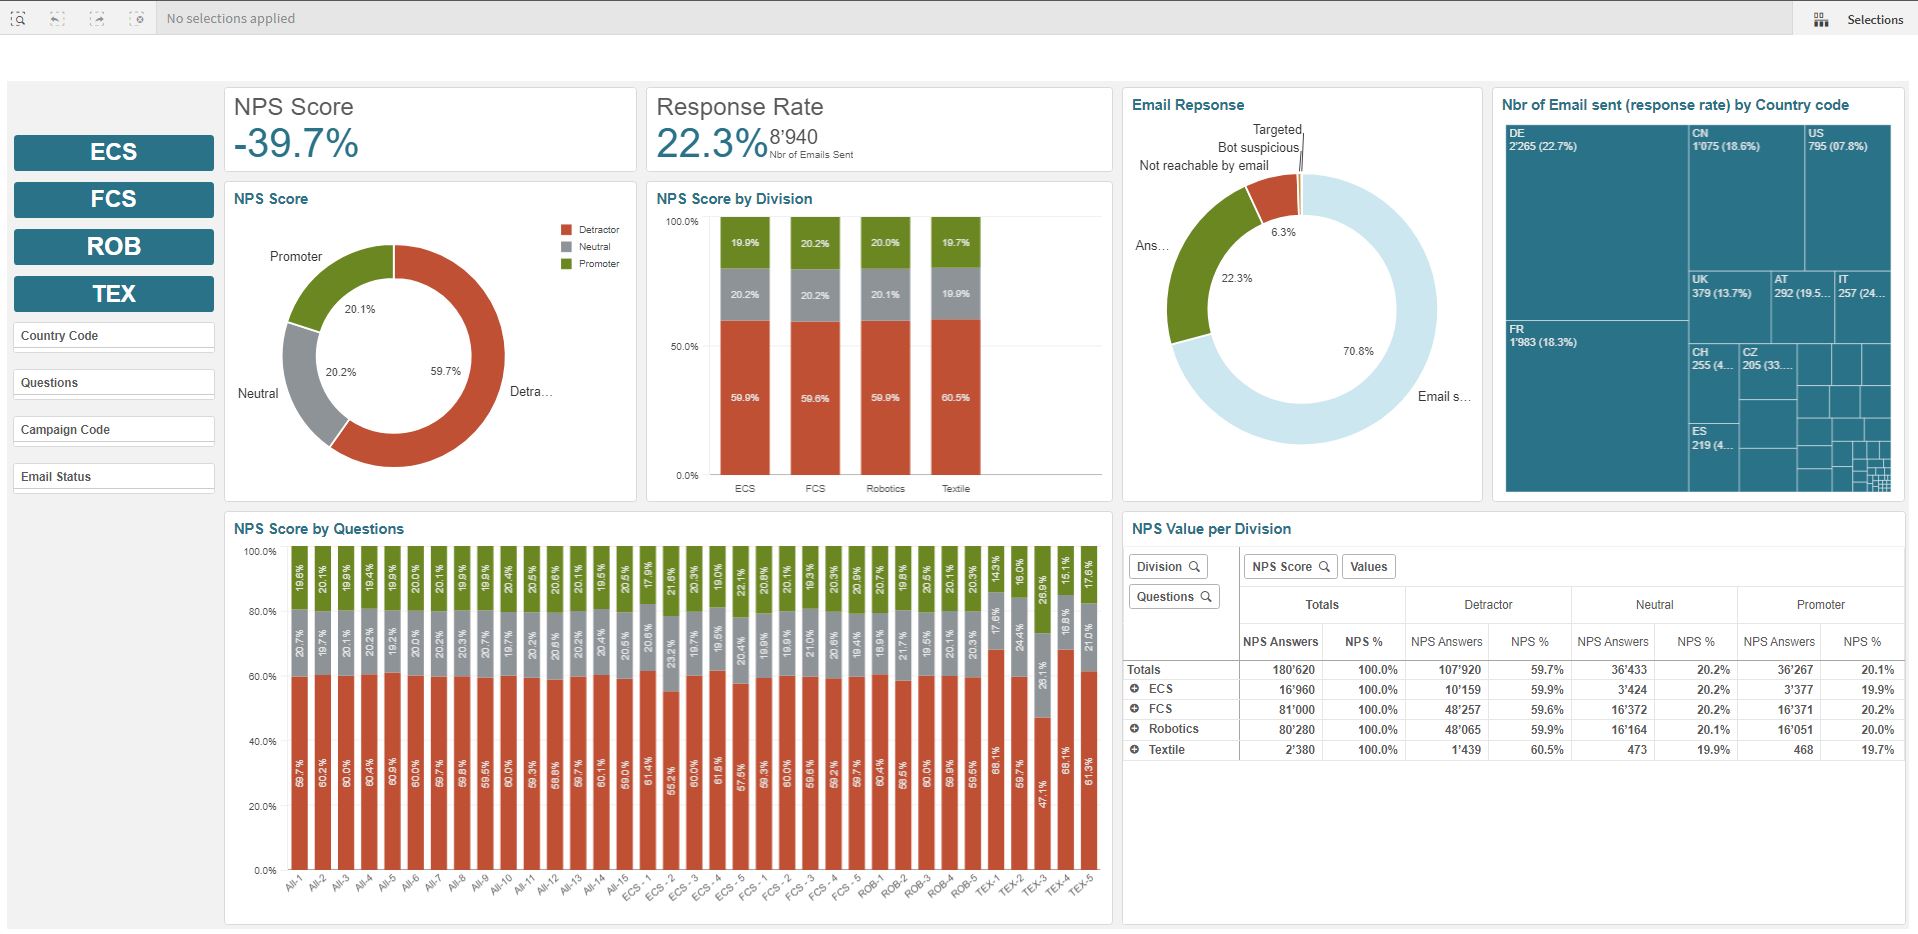 No selections applied
Selections
ECS
FCS
ROB
TEX
Country Code
Questions
Campaign Code
Email Status
NPS Score
-39.7%
Response Rate
22.3% 8’940
Nbr of Emails Sent
NPS Score
Detractor
Neutral
Promoter
Promoter
20.1%
20.2%
59.7%
Neutral
Detra…
NPS Score by Division
100.0%
50.0%
0.0%
19.9% 20.2% 20.0% 19.7%
20.2% 20.2% 20.1% 19.9%
59.9% 59.6% 59.9% 60.5%
ECS FCS Robotics Textile
Email Repsonse
Targeted
Bot suspicious
Not reachable by email
6.3%
Ans…
22.3%
70.8%
Email s…
Nbr of Email sent (response rate) by Country code
DE
2’265 (22.7%)
CN
1’075 (18.6%)
US
795 (07.8%)
UK
379 (13.7%)
AT
292 (19.5…
IT
257 (24…
FR
1’983 (18.3%)
CH
255 (4…
CZ
205 (33.…
ES
219 (4…
NPS Score by Questions
100.0%
80.0%
60.0%
40.0%
20.0%
0.0%
19.6% 20.1% 19.9% 19.4% 19.9% 20.0% 20.1% 19.9% 19.9% 20.4% 20.5% 20.6% 20.1% 19.5% 20.5% 17.9% 21.6% 20.3% 19.0% 22.1% 20.8% 20.1% 19.3% 20.3% 20.9% 20.7% 19.8% 20.5% 20.1% 20.3% 14.3% 16.0% 26.9% 15.1% 17.6%
20.7% 19.7% 20.1% 20.2% 19.2% 20.0% 20.2% 20.3% 20.7% 19.7% 20.2% 20.6% 20.2% 20.4% 20.5% 20.6% 23.2% 19.7% 19.5% 20.4% 19.9% 19.9% 21.0% 20.6% 19.4% 18.9% 21.7% 19.5% 20.1% 20.3% 17.6% 24.4% 26.1% 16.8% 21.0%
59.7% 60.2% 60.0% 60.4% 60.9% 60.0% 59.7% 59.8% 59.5% 60.0% 59.3% 58.8% 59.7% 60.1% 59.0% 61.4% 55.2% 60.0% 61.6% 57.5% 59.3% 60.0% 59.6% 59.2% 59.7% 60.4% 58.5% 60.0% 59.9% 59.5% 68.1% 59.7% 47.1% 68.1% 61.3%
All-1 All-2 All-3 All-4 All-5 All-6 All-7 All-8 All-9 All-10 All-11 All-12 All-13 All-14 All-15 ECS - 1 ECS - 2 ECS - 3 ECS - 4 ECS - 5 FCS - 1 FCS - 2 FCS - 3 FCS - 4 FCS - 5 ROB-1 ROB-2 ROB-3 ROB-4 ROB-5 TEX-1 TEX-2 TEX-3 TEX-4 TEX-5
NPS Value per Division
Division NPS Score Values
Questions
Totals Detractor Neutral Promoter
NPS Answers NPS % NPS Answers NPS % NPS Answers NPS % NPS Answers NPS %
Totals 180’620 100.0% 107’920 59.7% 36’433 20.2% 36’267 20.1%
ECS 16’960 100.0% 10’159 59.9% 3’424 20.2% 3’377 19.9%
FCS 81’000 100.0% 48’257 59.6% 16’372 20.2% 16’371 20.2%
Robotics 80’280 100.0% 48’065 59.9% 16’164 20.1% 16’051 20.0%
Textile 2’380 100.0% 1’439 60.5% 473 19.9% 468 19.7%